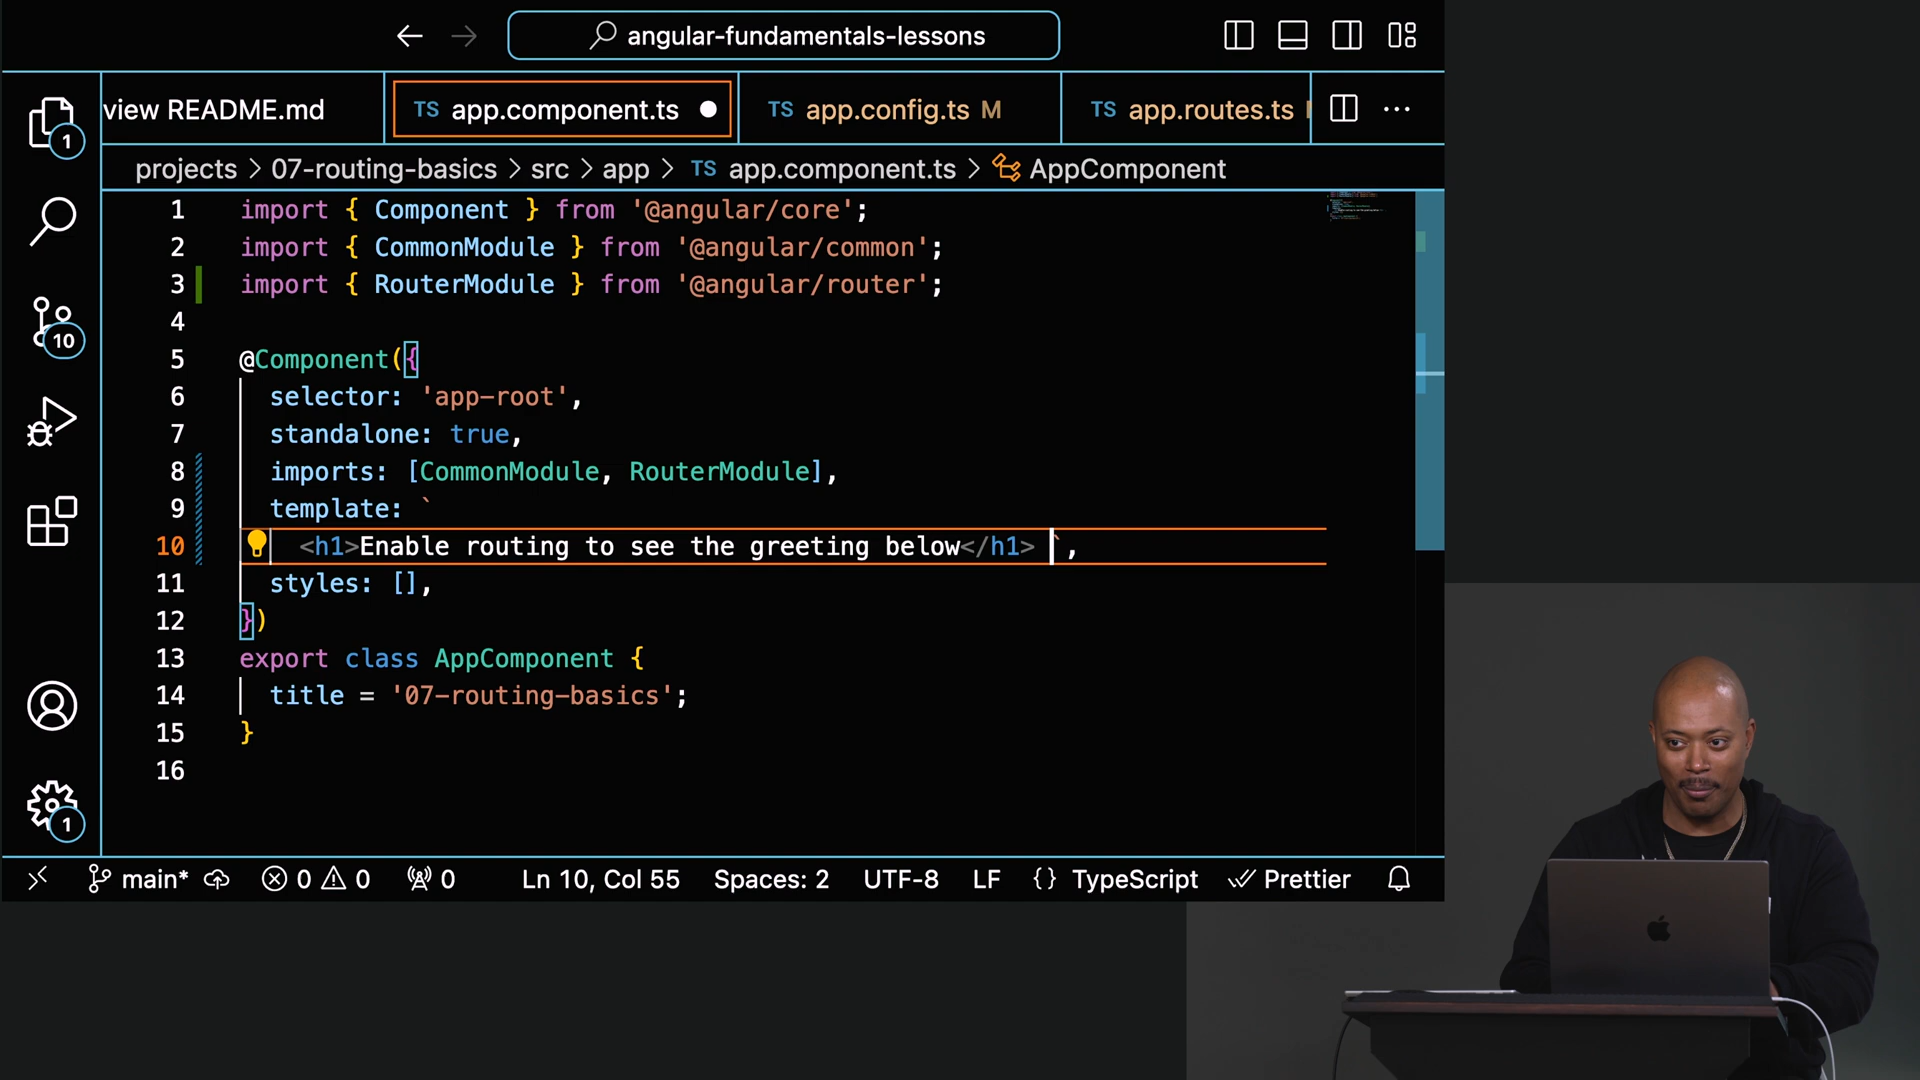 angular-fundamentals-lessons
view README.md
TS app.component.ts
TS app.config.ts M
TS app.routes.ts
projects > 07-routing-basics > src > app > TS app.component.ts > AppComponent
1 import { Component } from '@angular/core';
2 import { CommonModule } from '@angular/common';
3 import { RouterModule } from '@angular/router';
4
5 @Component({
6 selector: 'app-root',
7 standalone: true,
8 imports: [CommonModule, RouterModule],
9 template: `
10 <h1>Enable routing to see the greeting below</h1> `,
11 styles: [],
12 })
13 export class AppComponent {
14 title = '07-routing-basics';
15 }
16
1
10
1
main* 0 0 0 Ln 10, Col 55 Spaces: 2 UTF-8 LF {} TypeScript Prettier